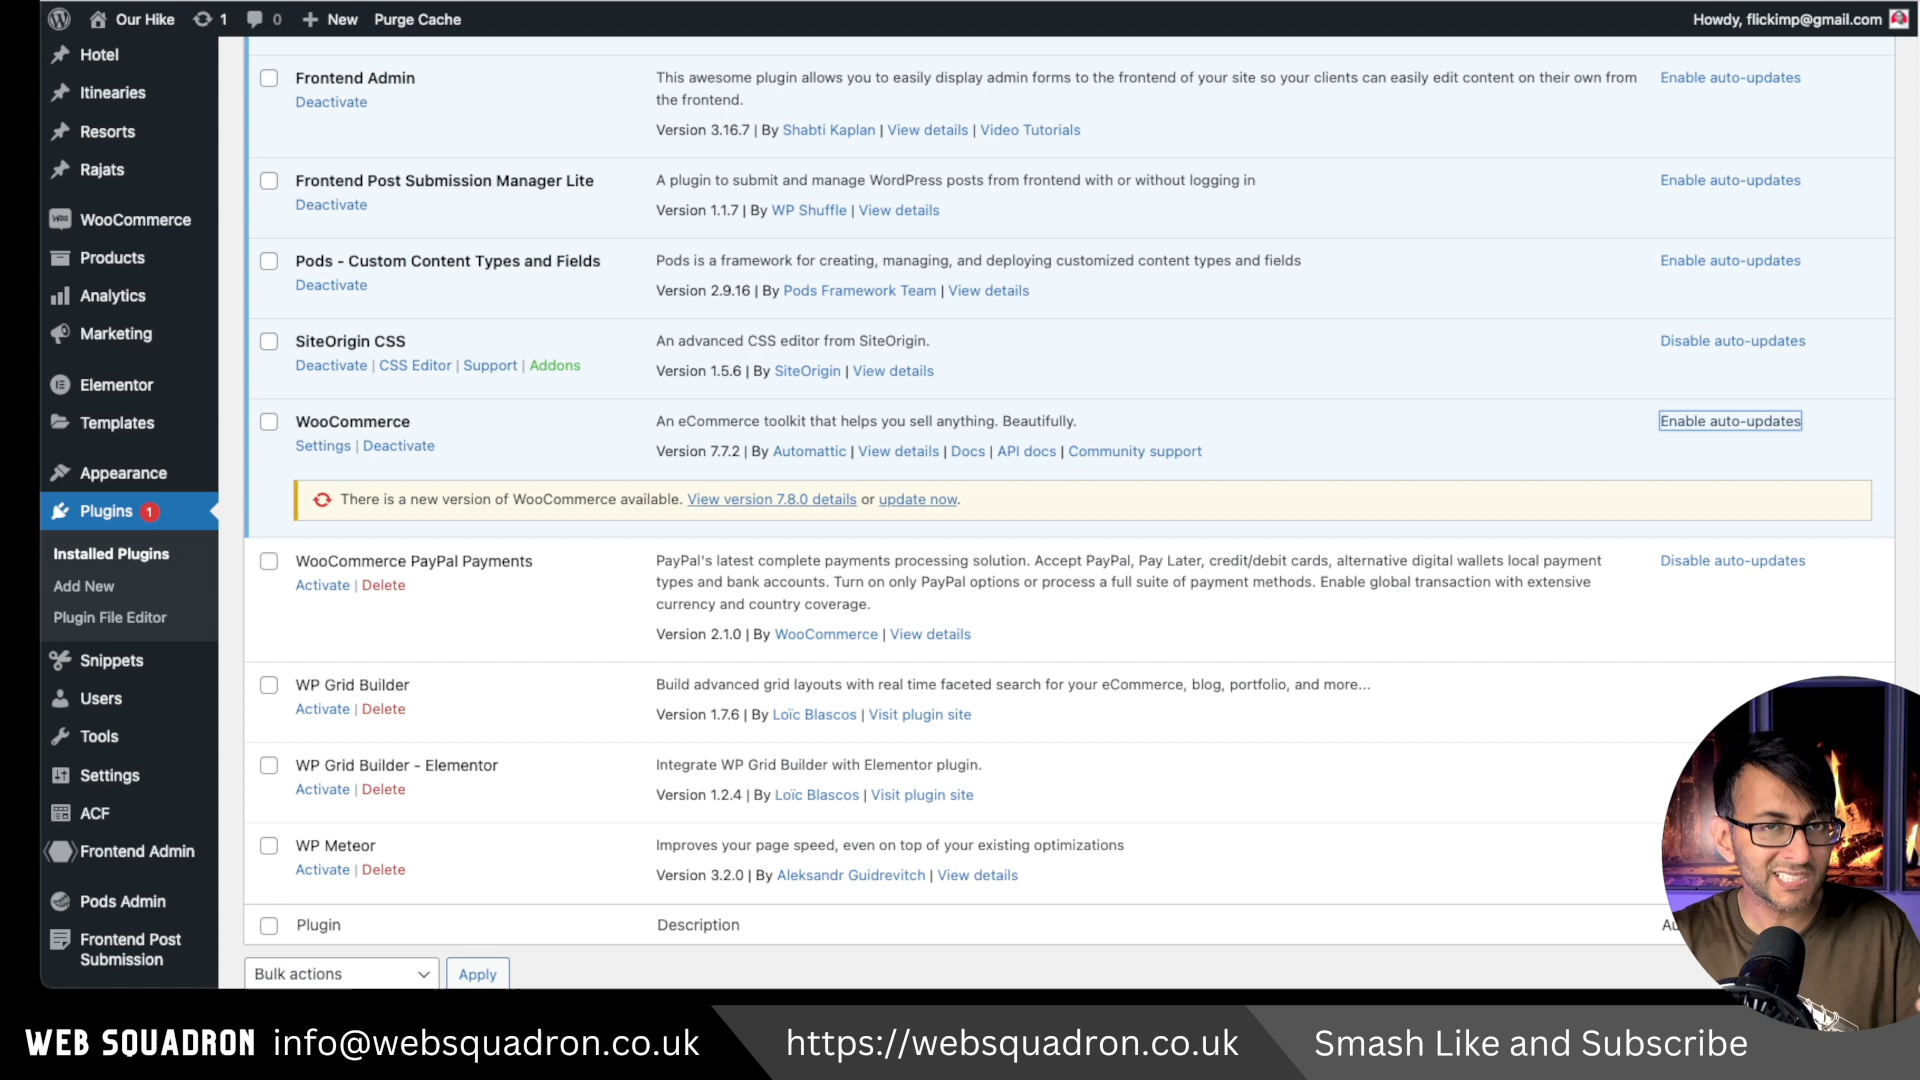 Our Hike 1 0 New Purge Cache Howdy, flickimp@gmail.com
Hotel
Itinearies
Resorts
Rajats
WooCommerce
Products
Analytics
Marketing
Elementor
Templates
Appearance
Plugins 1
Installed Plugins
Add New
Plugin File Editor
Snippets
Users
Tools
Settings
ACF
Frontend Admin
Pods Admin
Frontend Post
Submission
Frontend Admin
Deactivate
This awesome plugin allows you to easily display admin forms to the frontend of your site so your clients can easily edit content on their own from
the frontend.
Version 3.16.7 | By Shabti Kaplan | View details | Video Tutorials
Enable auto-updates
Frontend Post Submission Manager Lite
Deactivate
A plugin to submit and manage WordPress posts from frontend with or without logging in
Version 1.1.7 | By WP Shuffle | View details
Enable auto-updates
Pods - Custom Content Types and Fields
Deactivate
Pods is a framework for creating, managing, and deploying customized content types and fields
Version 2.9.16 | By Pods Framework Team | View details
Enable auto-updates
SiteOrigin CSS
Deactivate | CSS Editor | Support | Addons
An advanced CSS editor from SiteOrigin.
Version 1.5.6 | By SiteOrigin | View details
Disable auto-updates
WooCommerce
Settings | Deactivate
An eCommerce toolkit that helps you sell anything. Beautifully.
Version 7.7.2 | By Automattic | View details | Docs | API docs | Community support
Enable auto-updates
There is a new version of WooCommerce available. View version 7.8.0 details or update now.
WooCommerce PayPal Payments
Activate | Delete
PayPal's latest complete payments processing solution. Accept PayPal, Pay Later, credit/debit cards, alternative digital wallets local payment
types and bank accounts. Turn on only PayPal options or process a full suite of payment methods. Enable global transaction with extensive
currency and country coverage.
Version 2.1.0 | By WooCommerce | View details
Disable auto-updates
WP Grid Builder
Activate | Delete
Build advanced grid layouts with real time faceted search for your eCommerce, blog, portfolio, and more...
Version 1.7.6 | By Loïc Blascos | Visit plugin site
WP Grid Builder - Elementor
Activate | Delete
Integrate WP Grid Builder with Elementor plugin.
Version 1.2.4 | By Loïc Blascos | Visit plugin site
WP Meteor
Activate | Delete
Improves your page speed, even on top of your existing optimizations
Version 3.2.0 | By Aleksandr Guidrevitch | View details
Plugin Description
Bulk actions Apply
WEB SQUADRON info@websquadron.co.uk https://websquadron.co.uk Smash Like and Subscribe